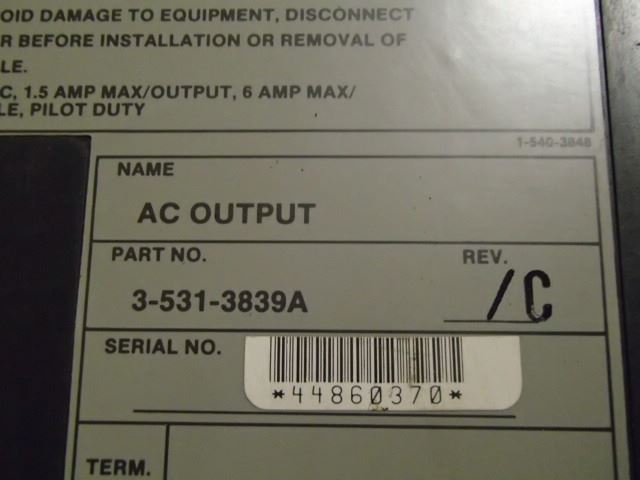 OID DAMAGE TO EQUIPMENT, DISCONNECT
R BEFORE INSTALLATION OR REMOVAL OF
LE.
C, 1.5 AMP MAX/OUTPUT, 6 AMP MAX/
LE, PILOT DUTY
1-540-3848
NAME
AC OUTPUT
PART NO. REV.
3-531-3839A /C
SERIAL NO.
*44860370*
TERM.